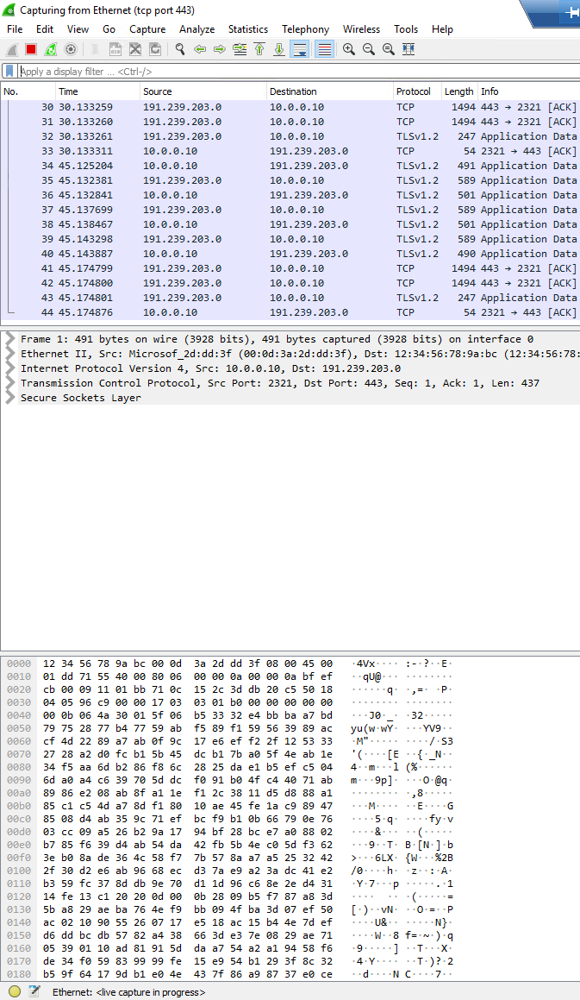 Capturing from Ethernet (tcp port 443)
File Edit View Go Capture Analyze Statistics Telephony Wireless Tools Help
Apply a display filter ... <Ctrl-/>
No. Time Source Destination Protocol Length Info
30 30.133259 191.239.203.0 10.0.0.10 TCP 1494 443 → 2321 [ACK]
31 30.133260 191.239.203.0 10.0.0.10 TCP 1494 443 → 2321 [ACK]
32 30.133261 191.239.203.0 10.0.0.10 TLSv1.2 247 Application Data
33 30.133311 10.0.0.10 191.239.203.0 TCP 54 2321 → 443 [ACK]
34 45.125204 10.0.0.10 191.239.203.0 TLSv1.2 491 Application Data
35 45.132381 191.239.203.0 10.0.0.10 TLSv1.2 589 Application Data
36 45.132841 10.0.0.10 191.239.203.0 TLSv1.2 501 Application Data
37 45.137699 191.239.203.0 10.0.0.10 TLSv1.2 589 Application Data
38 45.138467 10.0.0.10 191.239.203.0 TLSv1.2 501 Application Data
39 45.143298 191.239.203.0 10.0.0.10 TLSv1.2 589 Application Data
40 45.143887 10.0.0.10 191.239.203.0 TLSv1.2 490 Application Data
41 45.174799 191.239.203.0 10.0.0.10 TCP 1494 443 → 2321 [ACK]
42 45.174800 191.239.203.0 10.0.0.10 TCP 1494 443 → 2321 [ACK]
43 45.174801 191.239.203.0 10.0.0.10 TLSv1.2 247 Application Data
44 45.174876 10.0.0.10 191.239.203.0 TCP 54 2321 → 443 [ACK]
Frame 1: 491 bytes on wire (3928 bits), 491 bytes captured (3928 bits) on interface 0
Ethernet II, Src: Microsof_2d:dd:3f (00:0d:3a:2d:dd:3f), Dst: 12:34:56:78:9a:bc (12:34:56:78:
Internet Protocol Version 4, Src: 10.0.0.10, Dst: 191.239.203.0
Transmission Control Protocol, Src Port: 2321, Dst Port: 443, Seq: 1, Ack: 1, Len: 437
Secure Sockets Layer
0000 12 34 56 78 9a bc 00 0d 3a 2d dd 3f 08 00 45 00 ·4Vx···· :-·?··E·
0010 01 dd 71 55 40 00 80 06 00 00 0a 00 00 0a bf ef ··qU@··· ········
0020 cb 00 09 11 01 bb 71 0c 15 2c 3d db 20 c5 50 18 ······q· ·,=· ·P·
0030 04 05 96 c9 00 00 17 03 03 01 b0 00 00 00 00 00 ········ ········
0040 00 0b 06 4a 30 01 5f 06 b5 33 32 e4 bb ba a7 bd ···J0·_· ·32·····
0050 79 75 28 77 b4 77 59 ab f5 89 f1 59 56 39 89 ac yu(w·wY· ···YV9··
0060 cf 4d 22 89 a7 ab 0f 9c 17 e6 ef f2 2f 12 53 33 ·M"····· ····/·S3
0070 27 28 a2 d0 fc b1 5b 45 dc b1 7b a0 5f 4e ab 1e '(····[E ··{·_N··
0080 34 f5 aa 6d b2 86 f8 6c 28 25 da e1 b5 ef c5 04 4··m···l (%······
0090 6d a0 a4 c6 39 70 5d dc f0 91 b0 4f c4 40 71 ab m···9p]· ···O·@q·
00a0 89 86 e2 08 ab 8f a1 1e f1 2c 38 11 d5 d8 88 a1 ········ ·,8·····
00b0 85 c1 c5 4d a7 8d f1 80 10 ae 45 fe 1a c9 89 47 ···M···· ··E····G
00c0 85 08 d4 ab 35 9c 71 ef bc f9 b1 0b 66 79 0e 76 ····5·q· ····fy·v
00d0 03 cc 09 a5 26 b2 9a 17 94 bf 28 bc e7 a0 88 02 ····&··· ··(·····
00e0 b7 85 f6 39 d4 ab 54 da 42 fb 5b 4e c0 5d f3 62 ···9··T· B·[N·]·b
00f0 3e b0 8a de 36 4c 58 f7 7b 57 8a a7 a5 25 32 42 >···6LX· {W···%2B
0100 2f 30 d2 e6 ab 96 68 ec d3 7a e9 a2 3a dc 41 e2 /0····h· ·z··:·A·
0110 b3 59 fc 37 8d db 9e 70 d1 1d 96 c6 8e 2e d4 31 ·Y·7···p ·····.·1
0120 14 fe 13 c1 20 20 0d 00 0b 28 09 b5 f7 87 a8 3d ····  ·· ·(·····=
0130 5b a8 29 ae ba 76 4e f9 bb 09 4f ba 3d 07 ef 50 [·)··vN· ··O·=··P
0140 ac 02 10 90 55 26 07 17 e5 18 ac 15 b4 4e 7d ef ····U&·· ·····N}·
0150 d6 dd bc db 57 82 a4 38 66 3d e3 7e 08 29 ae 71 ····W··8 f=·~·)·q
0160 05 39 01 10 ad 81 91 5d da a7 54 a2 a1 94 58 f6 ·9·····] ··T···X·
0170 de 34 f0 59 83 99 99 fe 15 e9 54 b1 29 3f 8c 32 ·4·Y···· ··T·)?·2
0180 b5 9f 64 17 9d b1 e0 4e 43 7f 86 a9 87 37 e0 ce ··d····N C····7··
Ethernet: <live capture in progress>